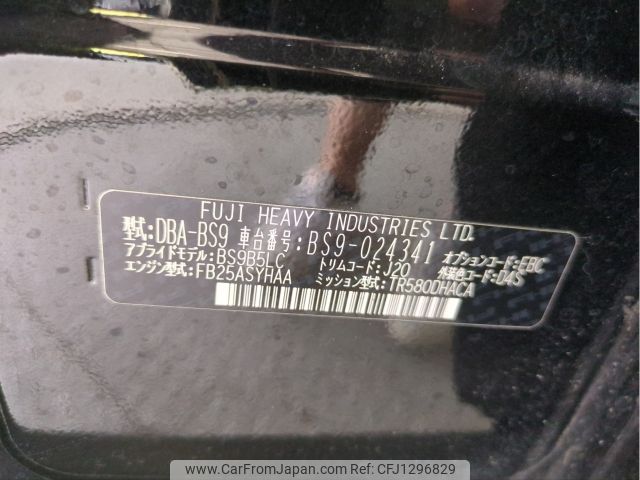 FUJI HEAVY INDUSTRIES LTD.
型式:DBA-BS9 車台番号:BS9-024341 オプションコード:EBC
アプライドモデル:BS9B5LC トリムコード:J20 外装色コード:D4S
エンジン型式:FB25ASYHAA ミッション型式:TR580DHACA
www.CarFromJapan.com | Ref No. CFJ1296829